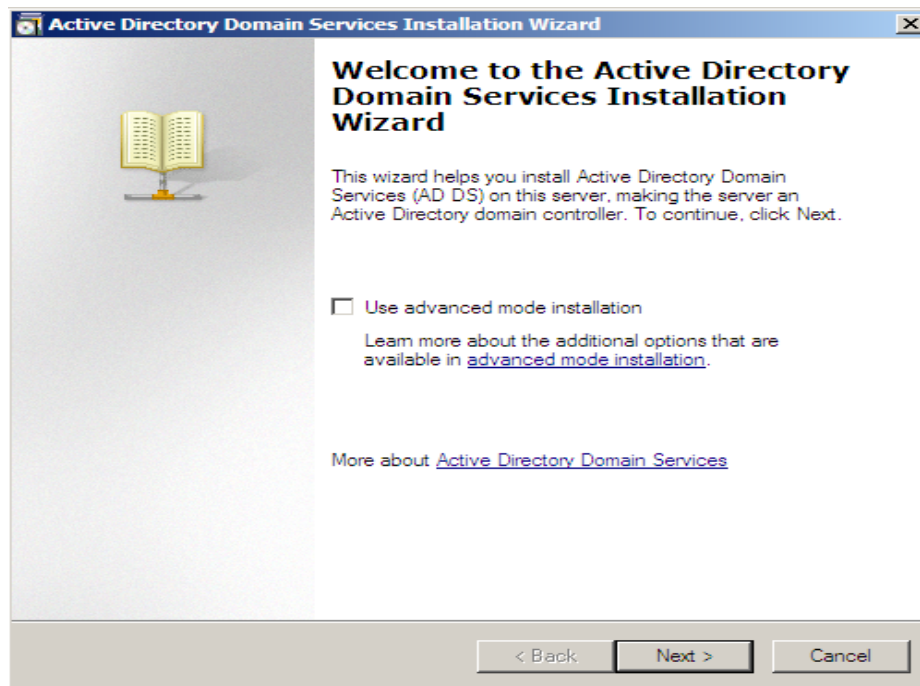 Active Directory Domain Services Installation Wizard
Welcome to the Active Directory
Domain Services Installation
Wizard
This wizard helps you install Active Directory Domain
Services (AD DS) on this server, making the server an
Active Directory domain controller. To continue, click Next.
Use advanced mode installation
Learn more about the additional options that are
available in advanced mode installation.
More about Active Directory Domain Services
< Back
Next >
Cancel